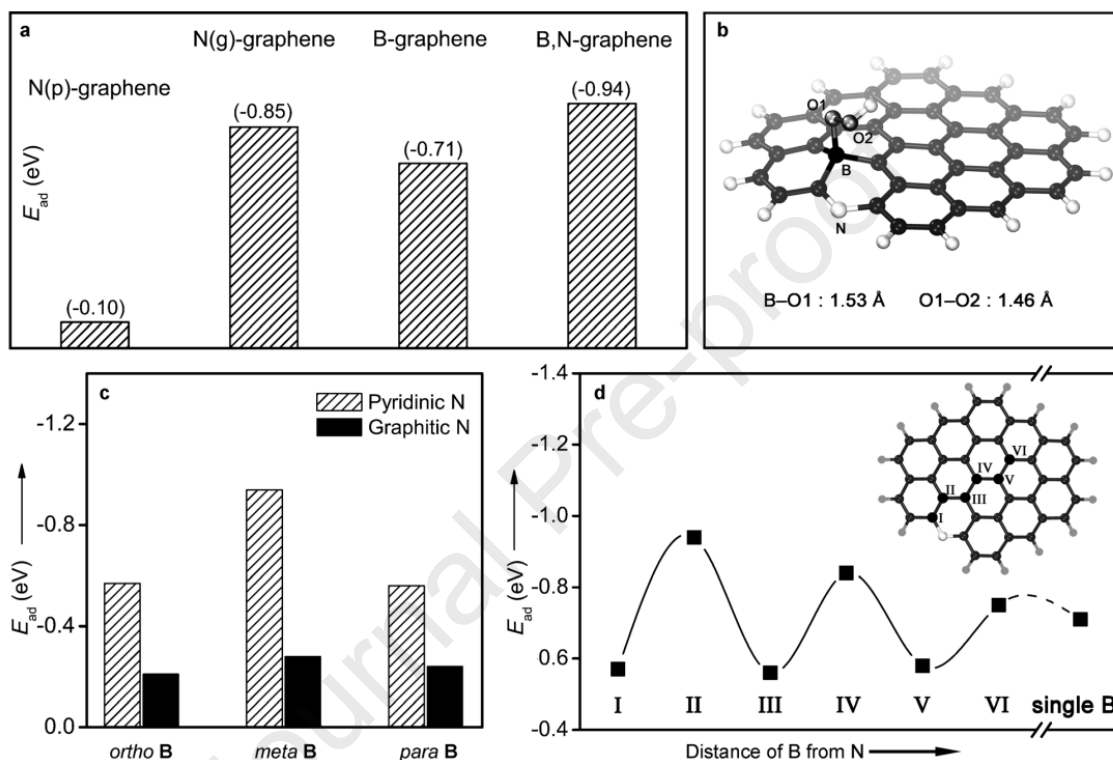 a
N(g)-graphene B-graphene B,N-graphene
N(p)-graphene
(-0.85)
(-0.71)
(-0.94)
(-0.10)
E_ad (eV)
b
O1
O2
B
N
B–O1 : 1.53 Å O1–O2 : 1.46 Å
c
Pyridinic N
Graphitic N
-1.2
-0.8
-0.4
0.0
E_ad (eV)
ortho B meta B para B
d
-1.4
-1.2
-1.0
-0.8
0.6
-0.4
E_ad (eV)
VI
IV
V
II
III
I
I II III IV V VI single B
Distance of B from N
Journal Pre-proof